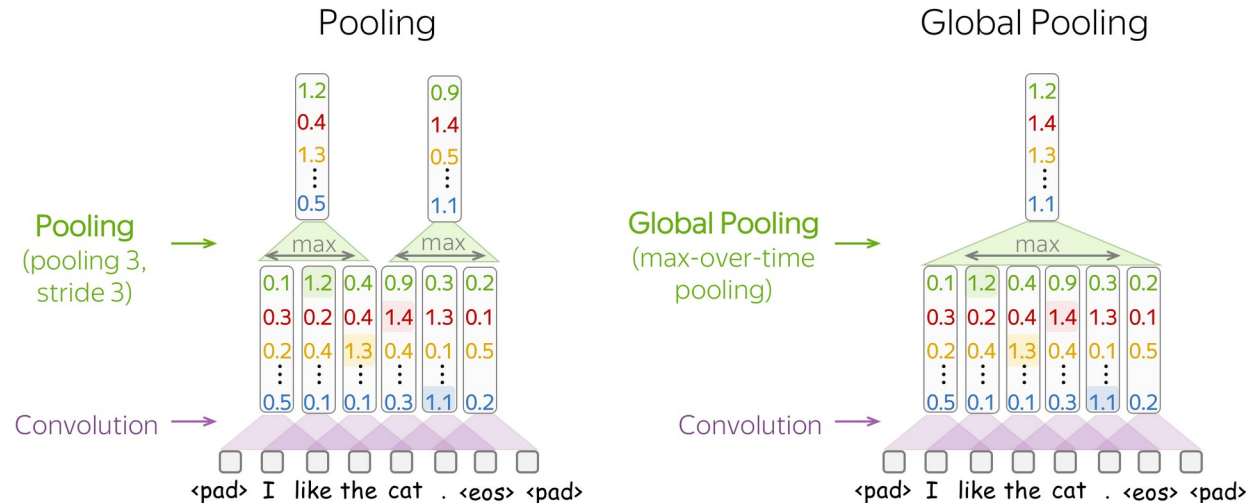 Pooling
1.2 0.9
0.4 1.4
1.3 0.5
0.5 1.1
Pooling
(pooling 3,
stride 3)
max max
0.1 1.2 0.4 0.9 0.3 0.2
0.3 0.2 0.4 1.4 1.3 0.1
0.2 0.4 1.3 0.4 0.1 0.5
0.5 0.1 0.1 0.3 1.1 0.2
Convolution
<pad> I like the cat . <eos> <pad>
Global Pooling
1.2
1.4
1.3
1.1
Global Pooling
(max-over-time
pooling)
max
0.1 1.2 0.4 0.9 0.3 0.2
0.3 0.2 0.4 1.4 1.3 0.1
0.2 0.4 1.3 0.4 0.1 0.5
0.5 0.1 0.1 0.3 1.1 0.2
Convolution
<pad> I like the cat . <eos> <pad>